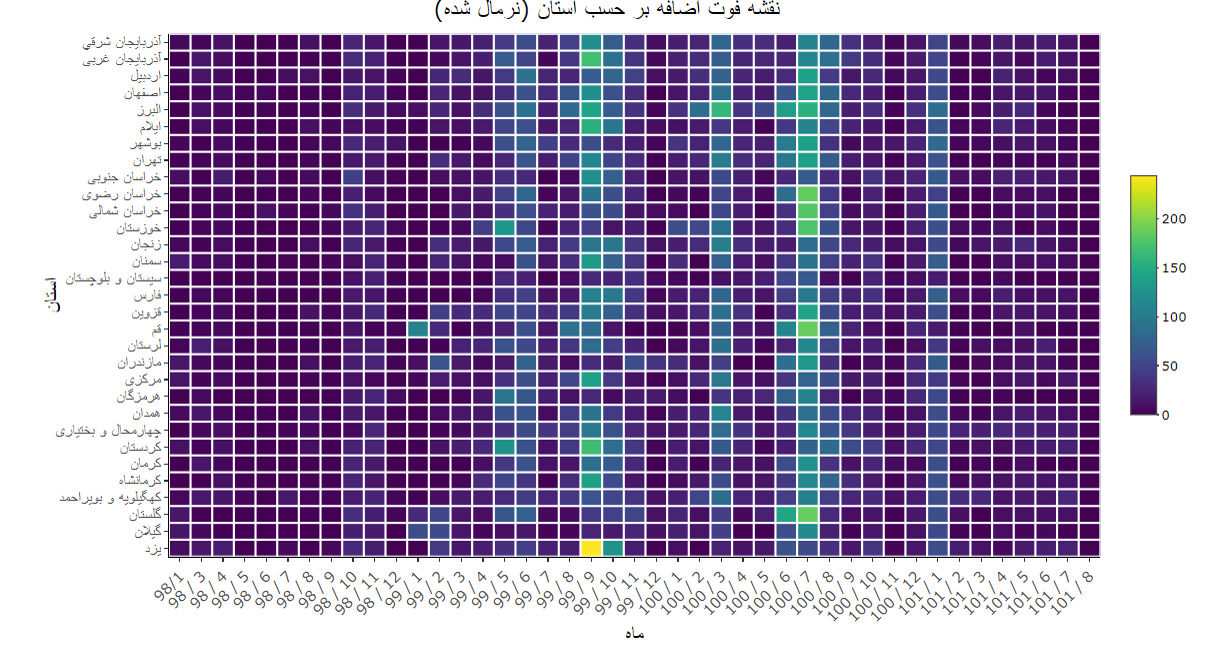 نقشه فوت اضافه بر حسب استان (نرمال شده)
آذربایجان شرقي
آذربایجان غربی
اردبیل
اصفهان
البرز
ایلام
بوشهر
تهران
خراسان جنوبی
خراسان رضوی
خراسان شمالی
خوزستان
زنجان
سمنان
سیستان و بلوچستان
فارس
قزوین
قم
لرستان
مازندران
مرکزی
هرمزگان
همدان
چهارمحال و بختیاری
کردستان
کرمان
کرمانشاه
کهگیلویه و بویراحمد
گلستان
گیلان
یزد
استان
98/1
98 / 3
98 / 4
98 / 5
98 / 6
98 / 7
98 / 8
98 / 9
98 / 10
98 / 11
98 / 12
99 / 1
99 / 2
99 / 3
99 / 4
99 / 5
99 / 6
99 / 7
99 / 8
99 / 9
99 / 10
99 / 11
99 / 12
100 / 1
100 / 2
100 / 3
100 / 4
100 / 5
100 / 6
100 / 7
100 / 8
100 / 9
100 / 10
100 / 11
100 / 12
101 / 1
101 / 2
101 / 3
101 / 4
101 / 5
101 / 6
101 / 7
101 / 8
ماه
200
150
100
50
0